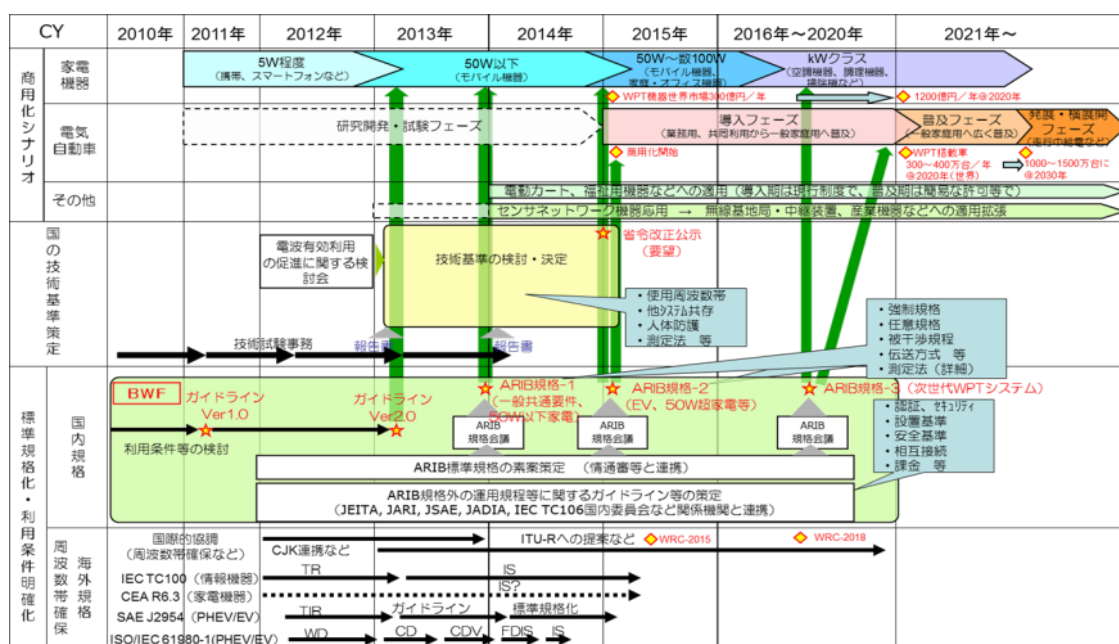 CY
2010年
2011年
2012年
2013年
2014年
2015年
2016年～2020年
2021年～
商用化シナリオ
家電
機器
5W程度
(携帯、スマートフォンなど)
50W以下
(モバイル機器)
50W～数100W
(モバイル機器、
家庭・オフィス機器)
kWクラス
(空調機器、調理機器、
掃除機など)
WPT機器世界市場300億円／年
1200億円／年@2020年
電気
自動車
研究開発・試験フェーズ
導入フェーズ
(業務用、共同利用から一般家庭用へ普及)
普及フェーズ
(一般家庭用へ広く普及)
発展・横展開
フェーズ
(走行中給電など)
商用化開始
WPT搭載車
300～400万台／年
@2020年(世界)
1000～1500万台に
@2030年
その他
電動カート、福祉用機器などへの適用（導入期は現行制度で、普及期は簡易な許可等で）
センサネットワーク機器応用 → 無線基地局・中継装置、産業機器などへの適用拡張
国の技術基準策定
電波有効利用
の促進に関する検
討会
技術基準の検討・決定
省令改正公示
（要望）
・使用周波数帯
・他システム共存
・人体防護
・測定法 等
・強制規格
・任意規格
・被干渉規程
・伝送方式 等
・測定法（詳細）
技術試験事務
報告書
報告書
標準規格化・利用条件明確化
国内規格
BWF
ガイドライン
Ver1.0
ガイドライン
Ver2.0
ARIB規格-1
(一般共通要件、
50W以下家電)
ARIB規格-2
(EV、50W超家電等)
ARIB規格-3（次世代WPTシステム）
利用条件等の検討
ARIB
規格会議
ARIB
規格会議
ARIB
規格会議
・認証、セキュリティ
・設置基準
・安全基準
・相互接続
・課金 等
ARIB標準規格の素案策定 （情通審等と連携）
ARIB規格外の運用規程等に関するガイドライン等の策定
(JEITA, JARI, JSAE, JADIA, IEC TC106国内委員会など関係機関と連携)
周波数帯確保
海外規格
国際的協調
(周波数帯確保など)
CJK連携など
ITU-Rへの提案など
WRC-2015
WRC-2018
IEC TC100（情報機器）
TR
IS
CEA R6.3（家電機器）
IS?
SAE J2954 (PHEV/EV)
TIR
ガイドライン
標準規格化
ISO/IEC 61980-1(PHEV/EV)
WD
CD
CDV
FDIS
IS